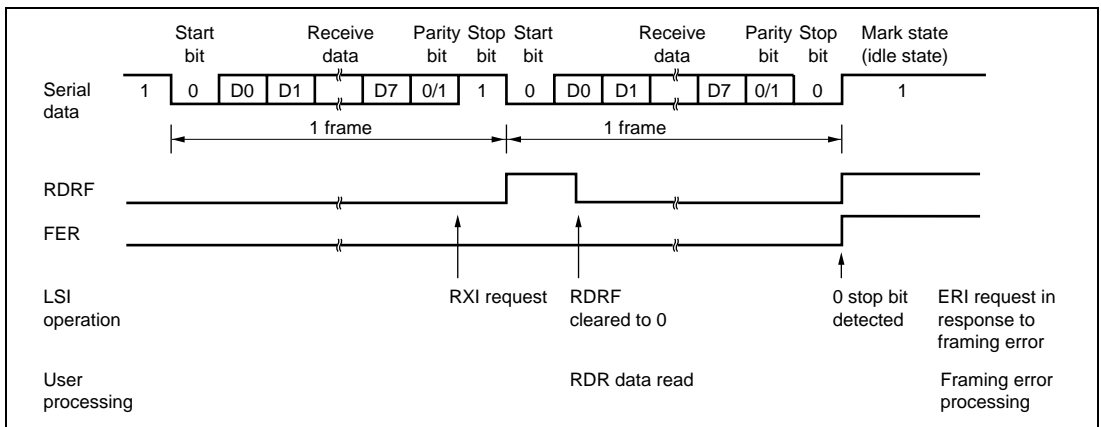 Start Receive Parity Stop Start Receive Parity Stop Mark state
bit data bit bit bit data bit bit (idle state)
Serial 1 0 D0 D1 D7 0/1 1 0 D0 D1 D7 0/1 0 1
data
1 frame 1 frame
RDRF
FER
LSI RXI request RDRF 0 stop bit ERI request in
operation cleared to 0 detected response to
framing error
User RDR data read Framing error
processing processing